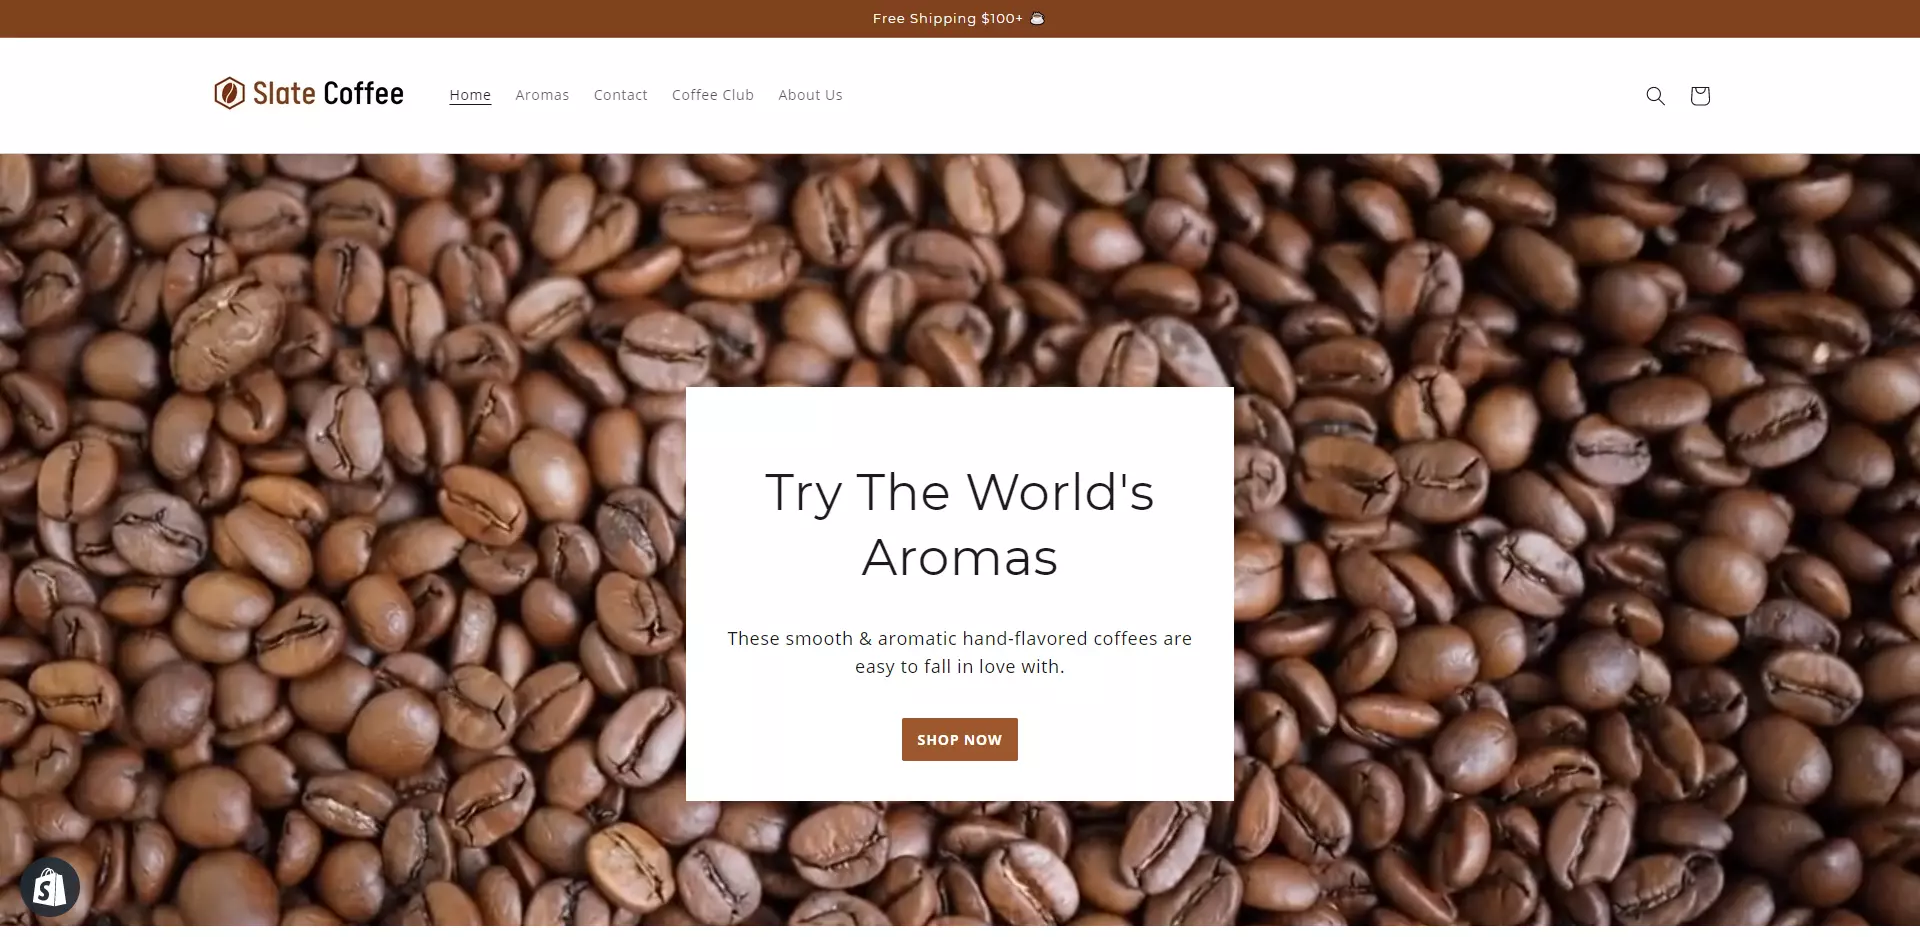 Free Shipping $100+ ☕
Slate Coffee
Home Aromas Contact Coffee Club About Us
Try The World's
Aromas
These smooth & aromatic hand-flavored coffees are
easy to fall in love with.
SHOP NOW
S